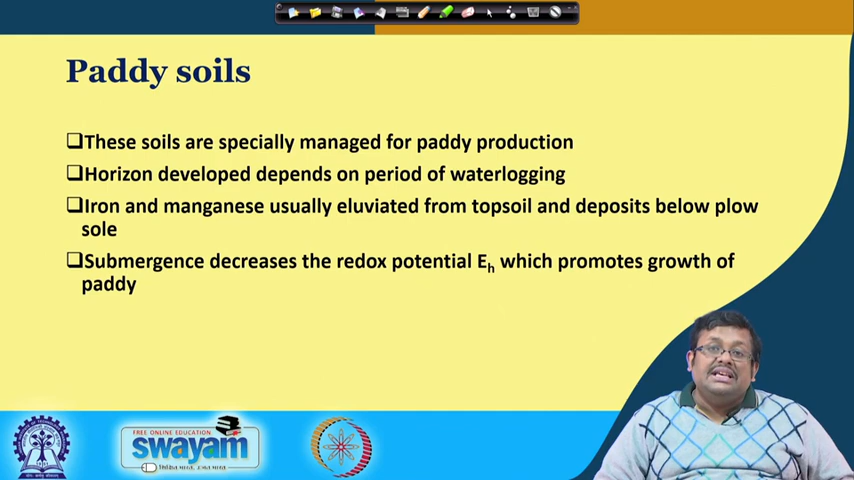 Paddy soils
❑These soils are specially managed for paddy production
❑Horizon developed depends on period of waterlogging
❑Iron and manganese usually eluviated from topsoil and deposits below plow
sole
❑Submergence decreases the redox potential Eh which promotes growth of
paddy
FREE ONLINE EDUCATION
swayam